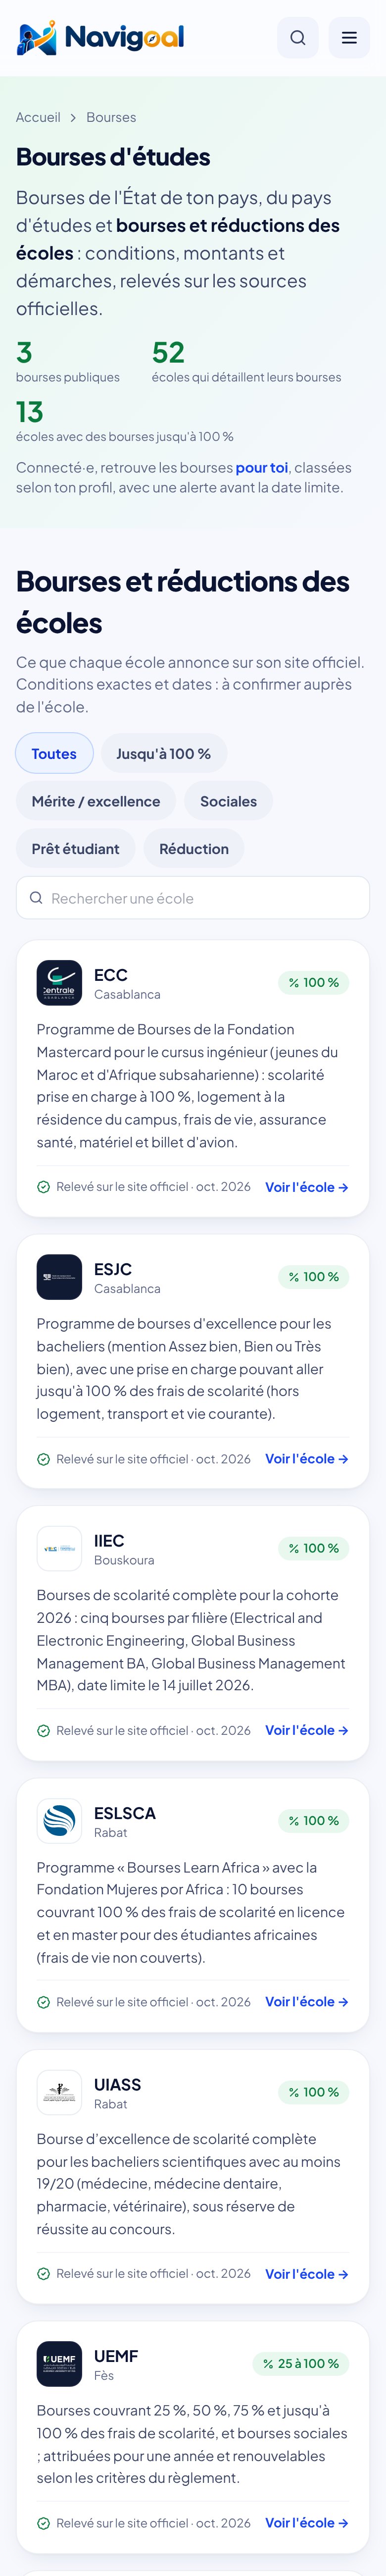 Navigoal
Accueil > Bourses
Bourses d'études
Bourses de l'État de ton pays, du pays
d'études et bourses et réductions des
écoles : conditions, montants et
démarches, relevés sur les sources
officielles.
3 52
bourses publiques écoles qui détaillent leurs bourses
13
écoles avec des bourses jusqu'à 100 %
Connecté·e, retrouve les bourses pour toi, classées
selon ton profil, avec une alerte avant la date limite.
Bourses et réductions des
écoles
Ce que chaque école annonce sur son site officiel.
Conditions exactes et dates : à confirmer auprès
de l'école.
Toutes Jusqu'à 100 %
Mérite / excellence Sociales
Prêt étudiant Réduction
Rechercher une école
ECC % 100 %
Casablanca
Programme de Bourses de la Fondation
Mastercard pour le cursus ingénieur (jeunes du
Maroc et d'Afrique subsaharienne) : scolarité
prise en charge à 100 %, logement à la
résidence du campus, frais de vie, assurance
santé, matériel et billet d'avion.
Relevé sur le site officiel · oct. 2026 Voir l'école →
ESJC % 100 %
Casablanca
Programme de bourses d'excellence pour les
bacheliers (mention Assez bien, Bien ou Très
bien), avec une prise en charge pouvant aller
jusqu'à 100 % des frais de scolarité (hors
logement, transport et vie courante).
Relevé sur le site officiel · oct. 2026 Voir l'école →
IIEC % 100 %
Bouskoura
Bourses de scolarité complète pour la cohorte
2026 : cinq bourses par filière (Electrical and
Electronic Engineering, Global Business
Management BA, Global Business Management
MBA), date limite le 14 juillet 2026.
Relevé sur le site officiel · oct. 2026 Voir l'école →
ESLSCA % 100 %
Rabat
Programme « Bourses Learn Africa » avec la
Fondation Mujeres por Africa : 10 bourses
couvrant 100 % des frais de scolarité en licence
et en master pour des étudiantes africaines
(frais de vie non couverts).
Relevé sur le site officiel · oct. 2026 Voir l'école →
UIASS % 100 %
Rabat
Bourse d’excellence de scolarité complète
pour les bacheliers scientifiques avec au moins
19/20 (médecine, médecine dentaire,
pharmacie, vétérinaire), sous réserve de
réussite au concours.
Relevé sur le site officiel · oct. 2026 Voir l'école →
UEMF % 25 à 100 %
Fès
Bourses couvrant 25 %, 50 %, 75 % et jusqu'à
100 % des frais de scolarité, et bourses sociales
; attribuées pour une année et renouvelables
selon les critères du règlement.
Relevé sur le site officiel · oct. 2026 Voir l'école →